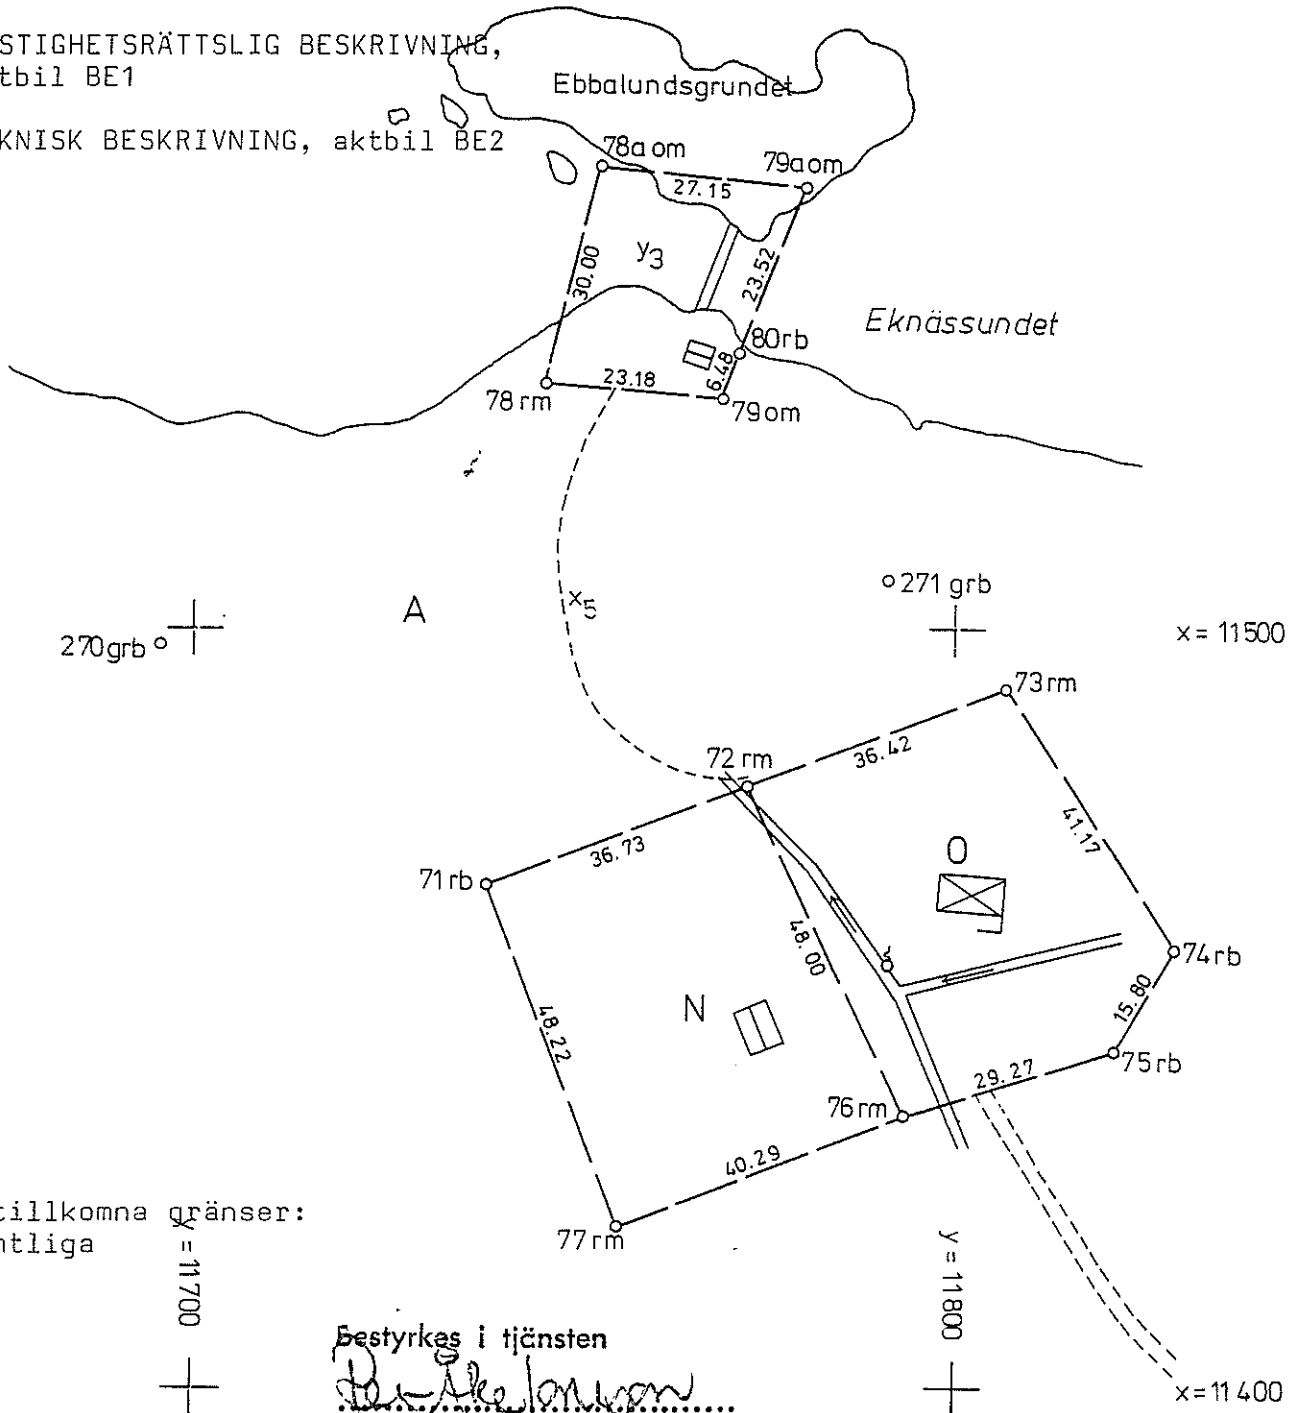 STIGHETSRÄTTSLIG BESKRIVNING,
tbil BE1
KNISK BESKRIVNING, aktbil BE2
Ebbalundsgrundet
78a om
79a om
27.15
30.00
y3
23.52
Eknässundet
80rb
6.48
23.18
78 rm
79 om
x5
A
271 grb
270grb
x = 11500
73 rm
72 rm
36.42
36.73
41.17
71 rb
O
48.00
74 rb
N
15.80
48.22
75 rb
29.27
76 rm
40.29
77 rm
tillkomna gränser:
ntliga
y = 11700
y = 11800
Bestyrkes i tjänsten
x = 11400